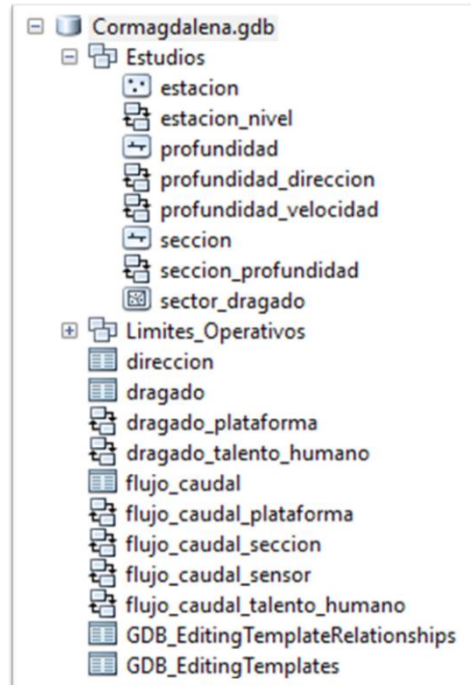 Cormagdalena.gdb
Estudios
estacion
estacion_nivel
profundidad
profundidad_direccion
profundidad_velocidad
seccion
seccion_profundidad
sector_dragado
Limites_Operativos
direccion
dragado
dragado_plataforma
dragado_talento_humano
flujo_caudal
flujo_caudal_plataforma
flujo_caudal_seccion
flujo_caudal_sensor
flujo_caudal_talento_humano
GDB_EditingTemplateRelationships
GDB_EditingTemplates